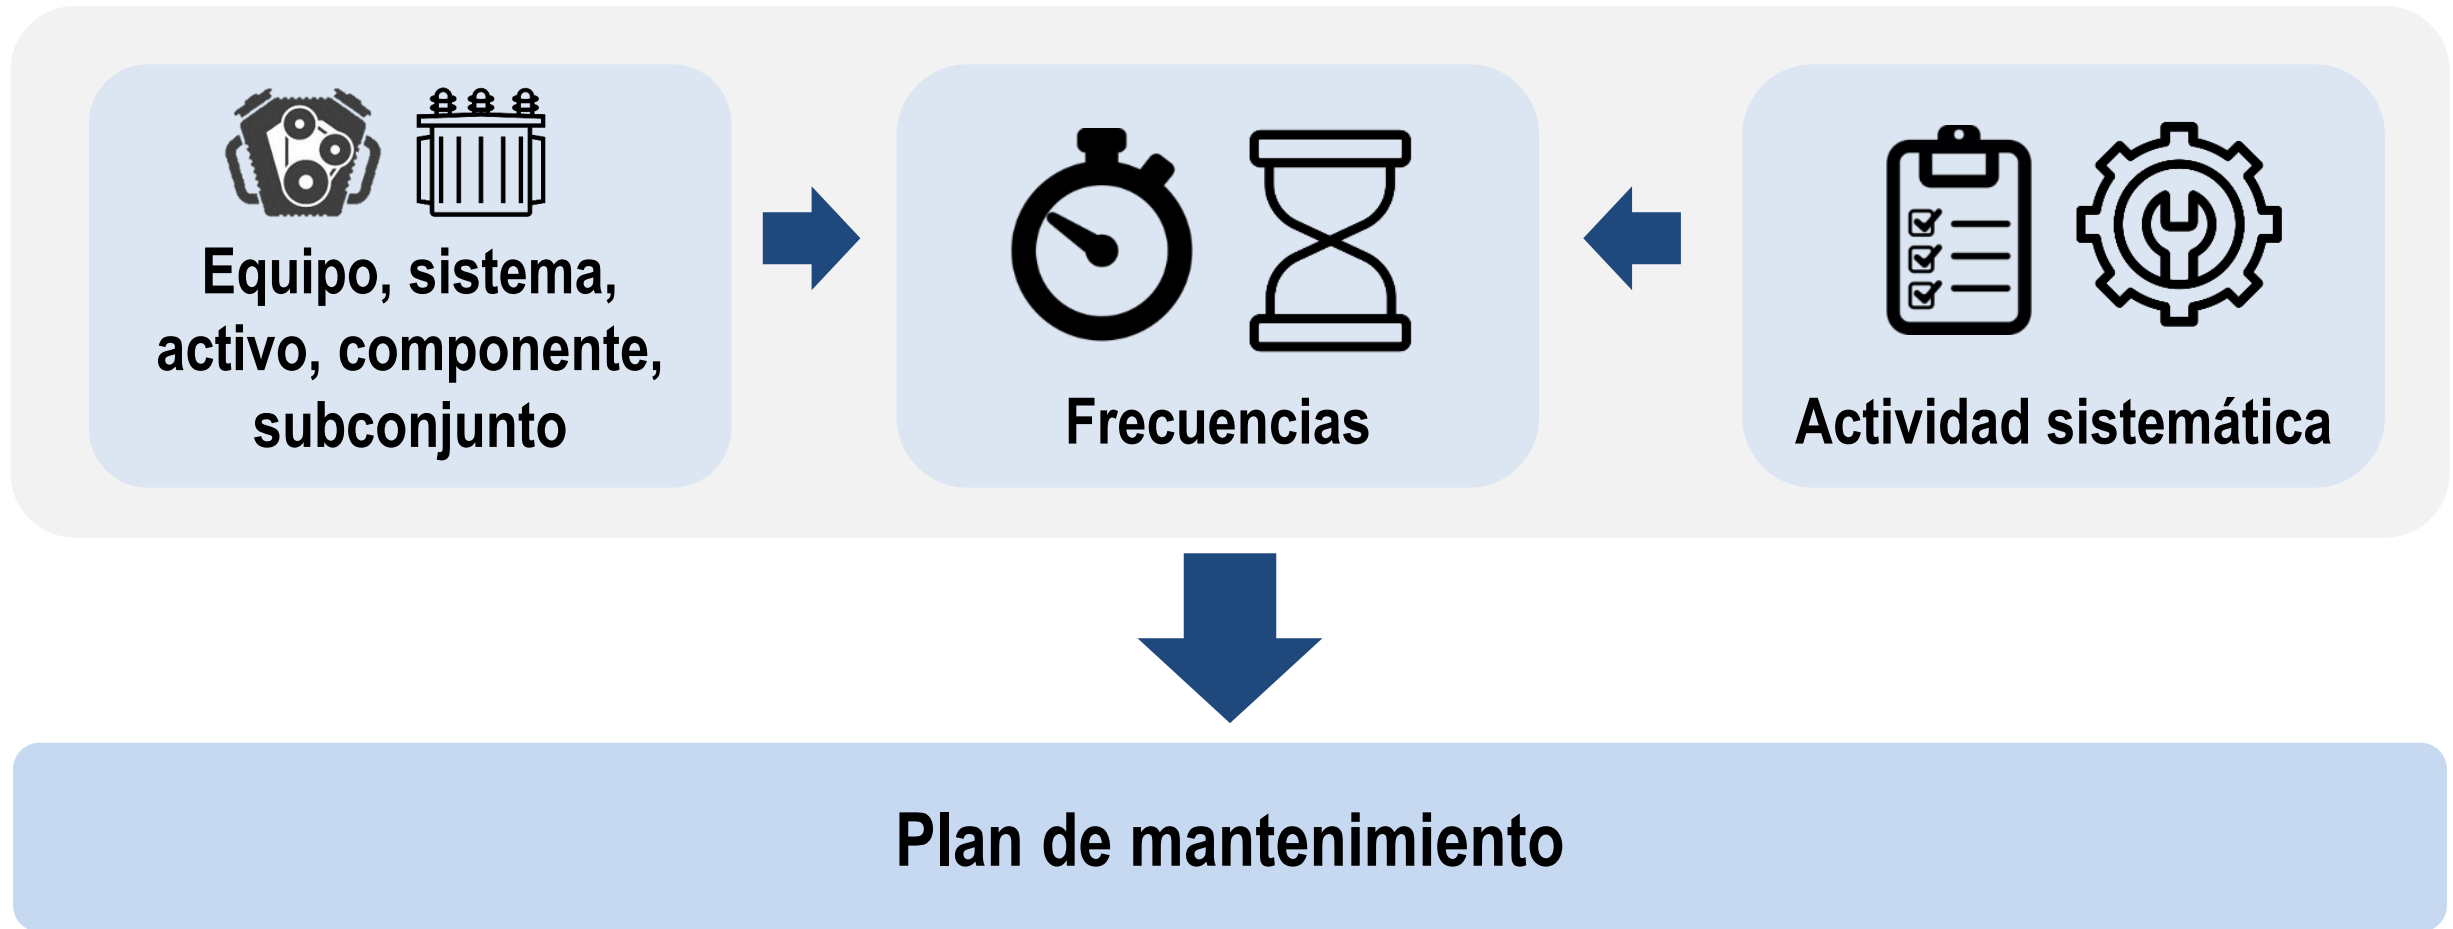 Equipo, sistema,
activo, componente,
subconjunto
Frecuencias
Actividad sistemática
Plan de mantenimiento